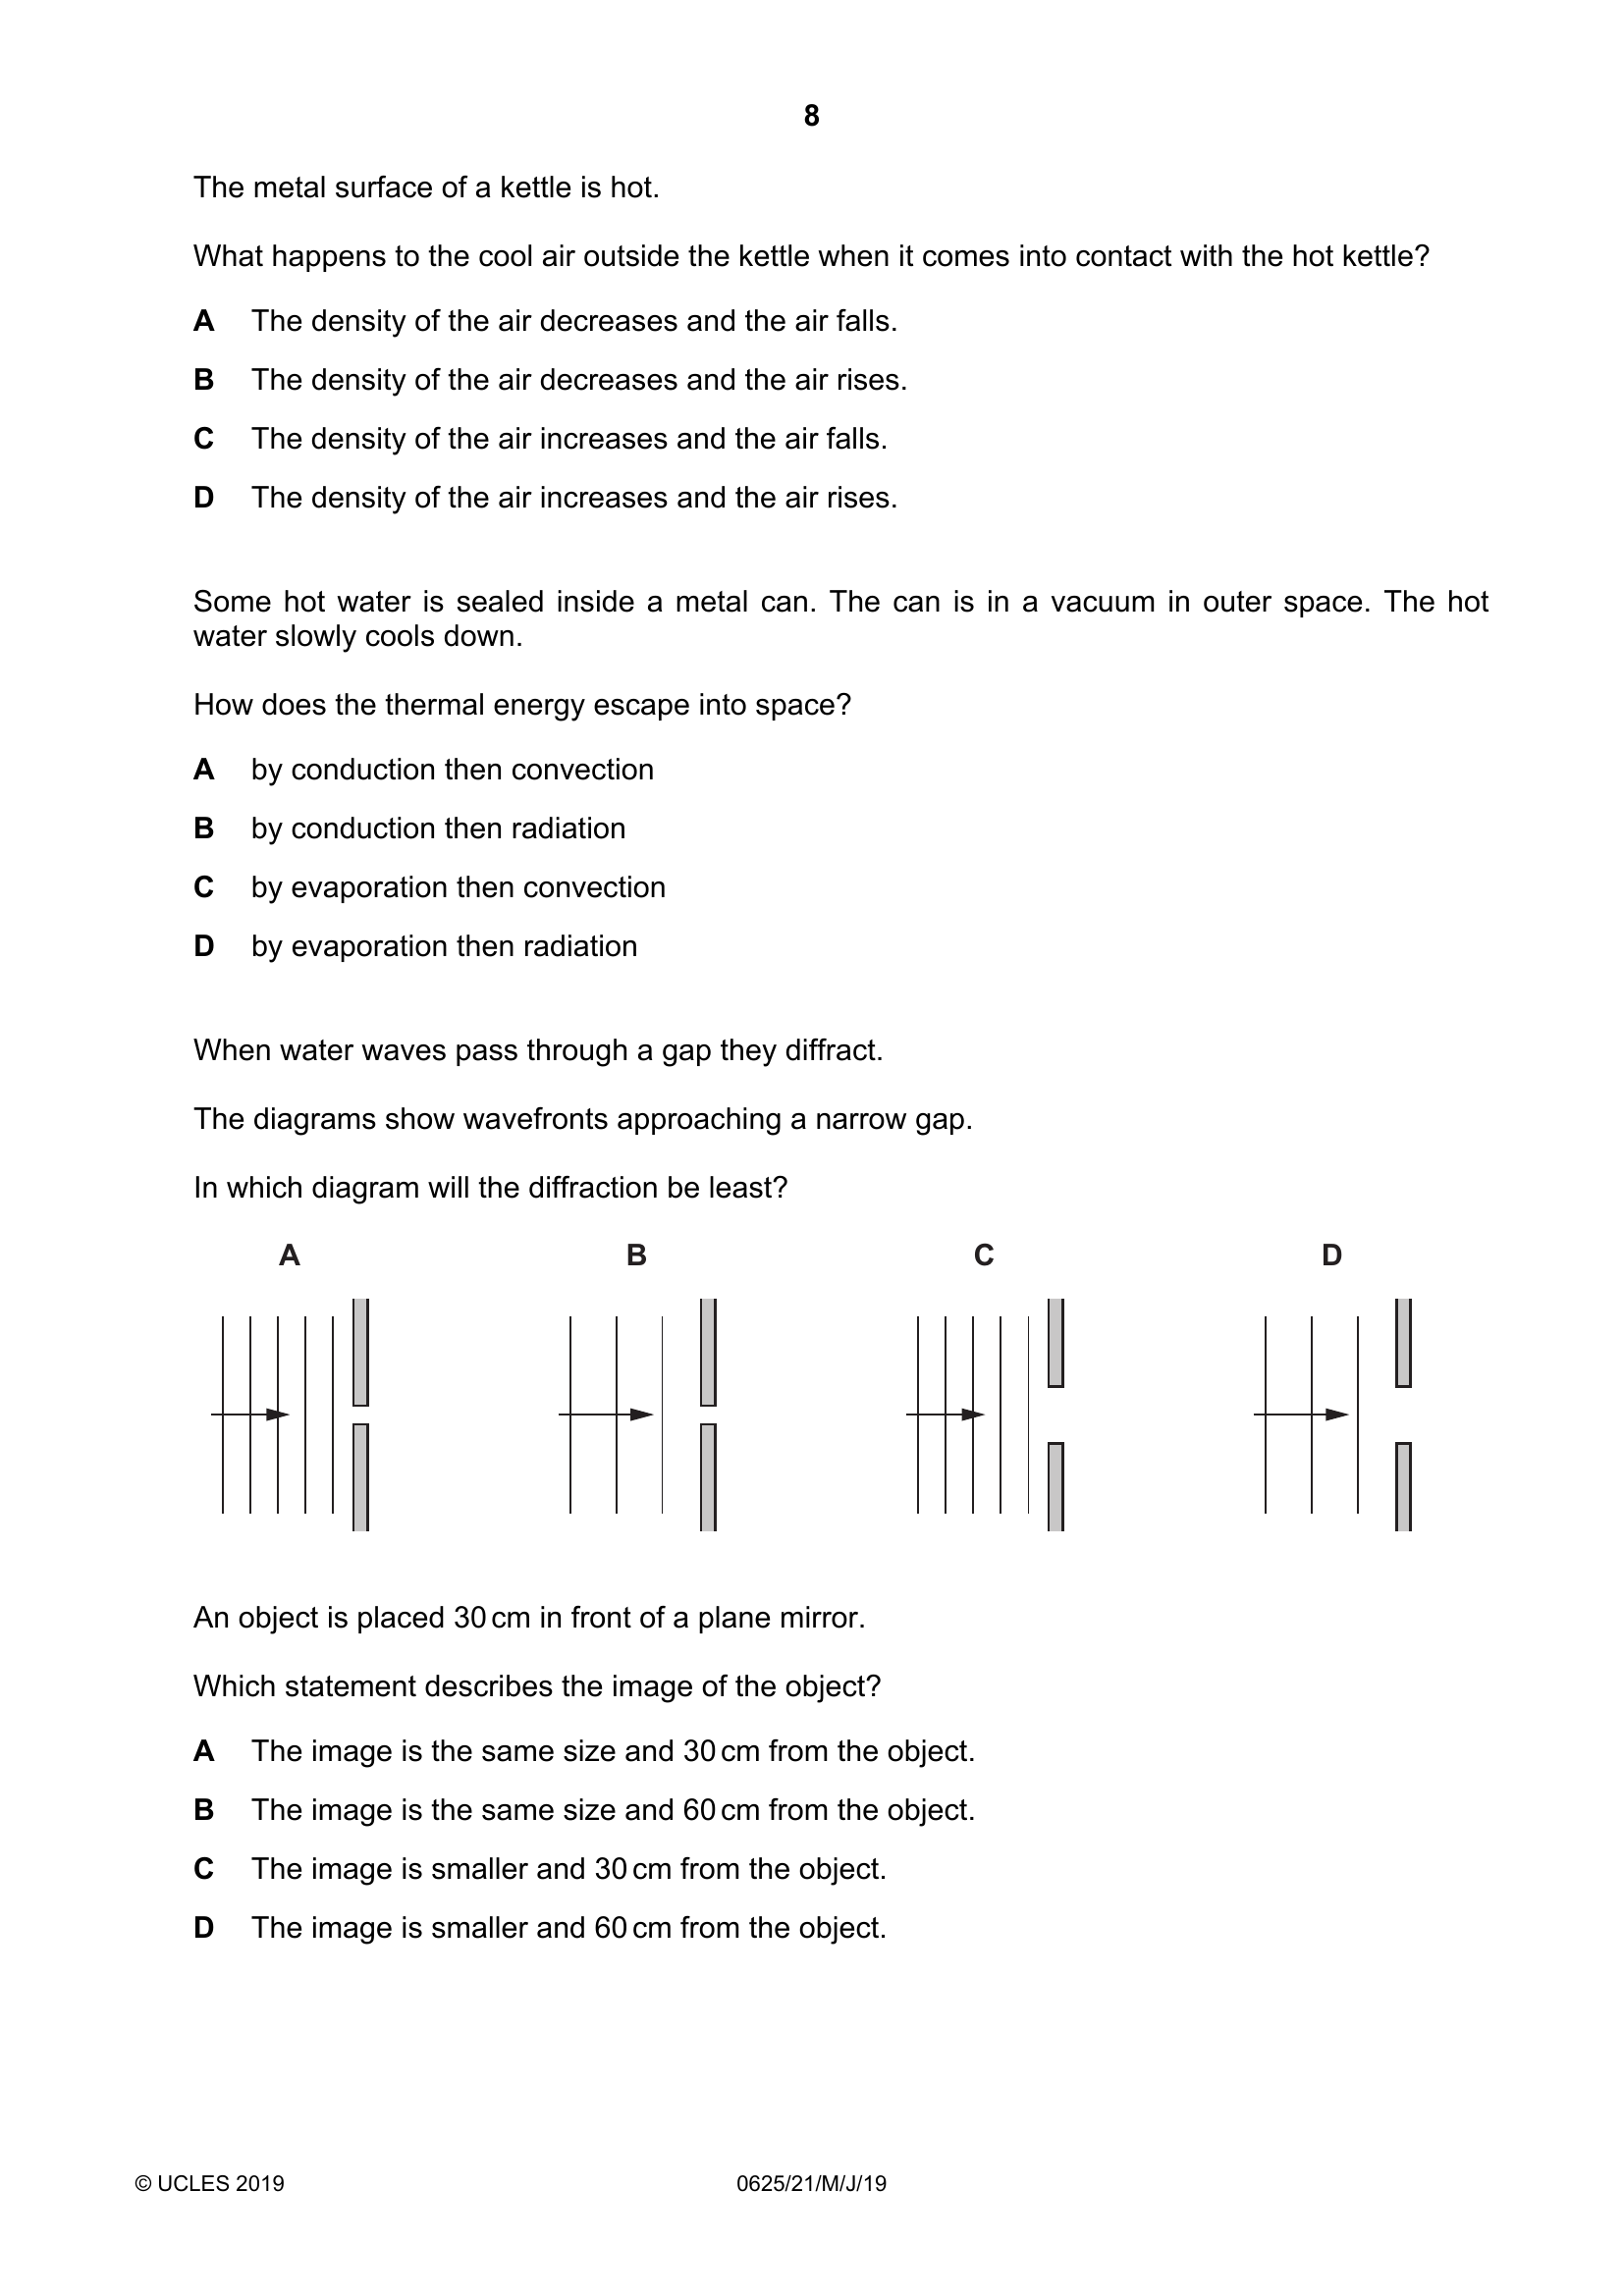 8
The metal surface of a kettle is hot.
What happens to the cool air outside the kettle when it comes into contact with the hot kettle?
A The density of the air decreases and the air falls.
B The density of the air decreases and the air rises.
C The density of the air increases and the air falls.
D The density of the air increases and the air rises.
Some hot water is sealed inside a metal can. The can is in a vacuum in outer space. The hot
water slowly cools down.
How does the thermal energy escape into space?
A by conduction then convection
B by conduction then radiation
C by evaporation then convection
D by evaporation then radiation
When water waves pass through a gap they diffract.
The diagrams show wavefronts approaching a narrow gap.
In which diagram will the diffraction be least?
A B C D
An object is placed 30 cm in front of a plane mirror.
Which statement describes the image of the object?
A The image is the same size and 30 cm from the object.
B The image is the same size and 60 cm from the object.
C The image is smaller and 30 cm from the object.
D The image is smaller and 60 cm from the object.
© UCLES 2019 0625/21/M/J/19